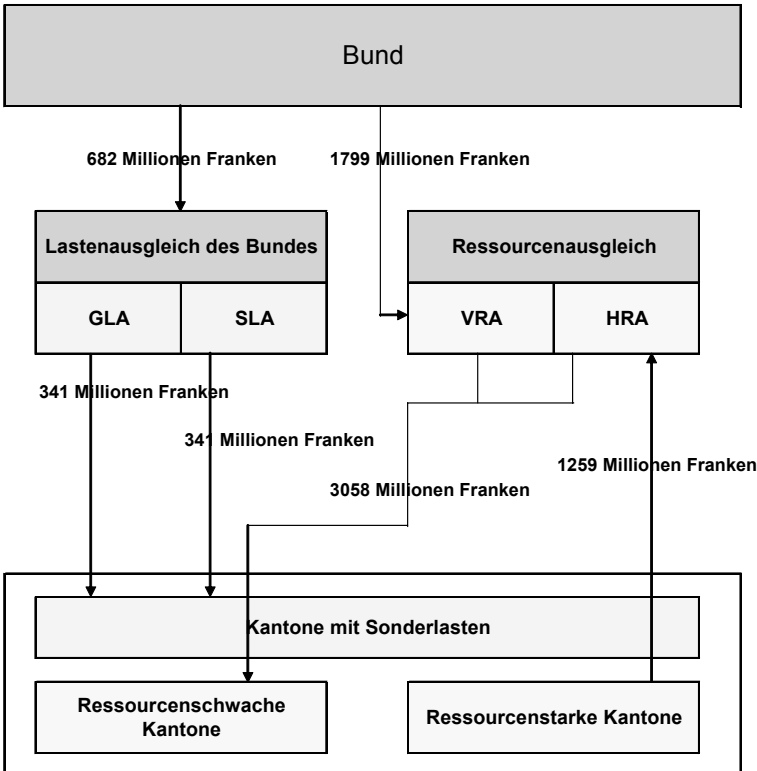 Bund
682 Millionen Franken
1799 Millionen Franken
Lastenausgleich des Bundes
Ressourcenausgleich
GLA
SLA
VRA
HRA
341 Millionen Franken
341 Millionen Franken
1259 Millionen Franken
3058 Millionen Franken
Kantone mit Sonderlasten
Ressourcenschwache
Kantone
Ressourcenstarke Kantone